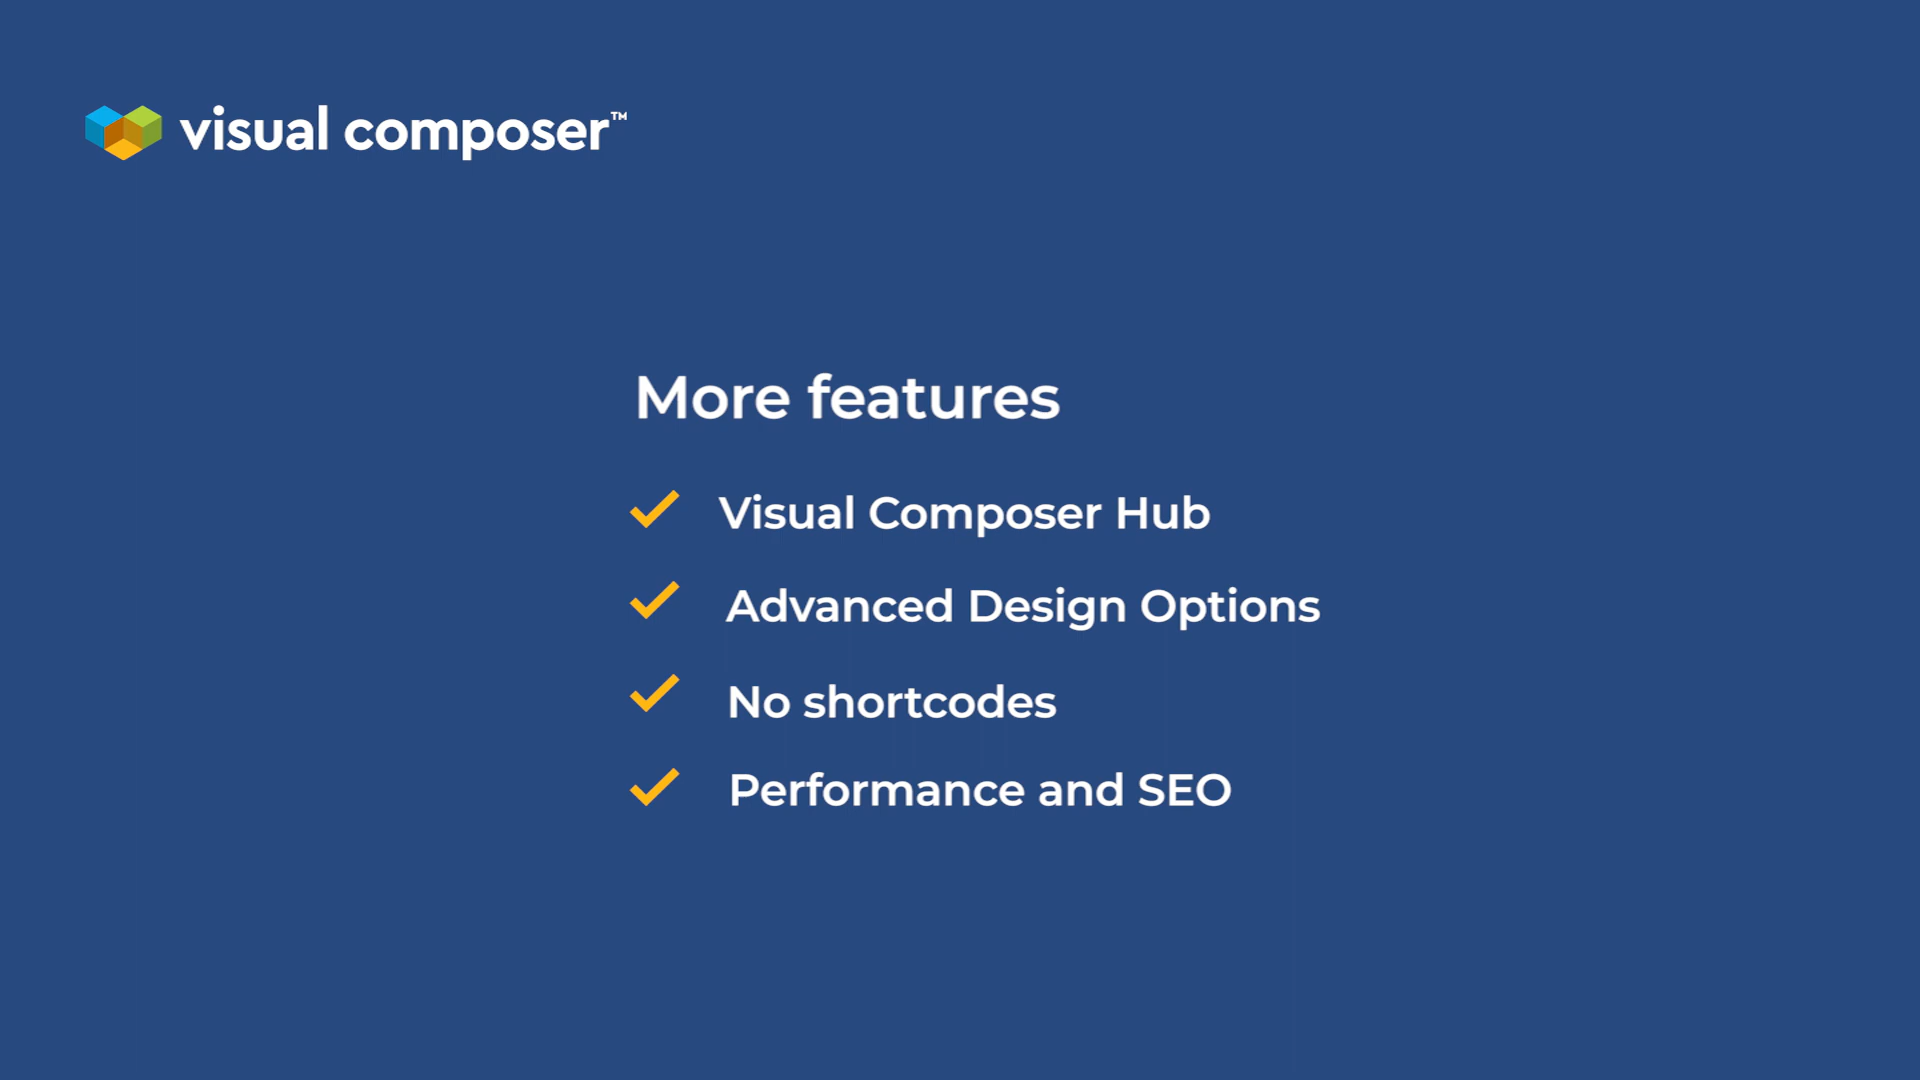 visual composer™
More features
Visual Composer Hub
Advanced Design Options
No shortcodes
Performance and SEO